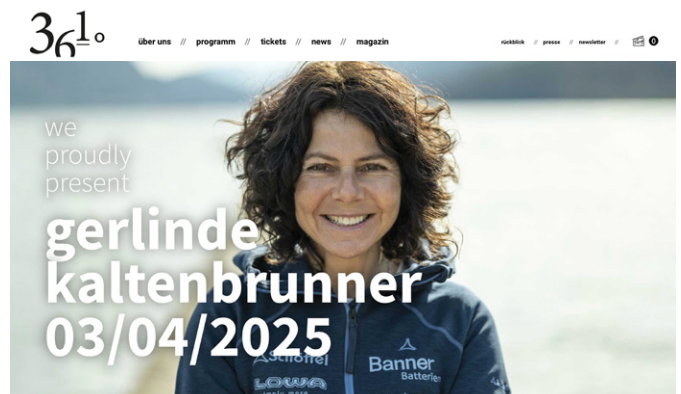 361°
über uns // programm // tickets // news // magazin
rückblick // presse // newsletter // 0
we
proudly
present
gerlinde
kaltenbrunner
03/04/2025
Schöffel
Banner
Batterien
LOWA